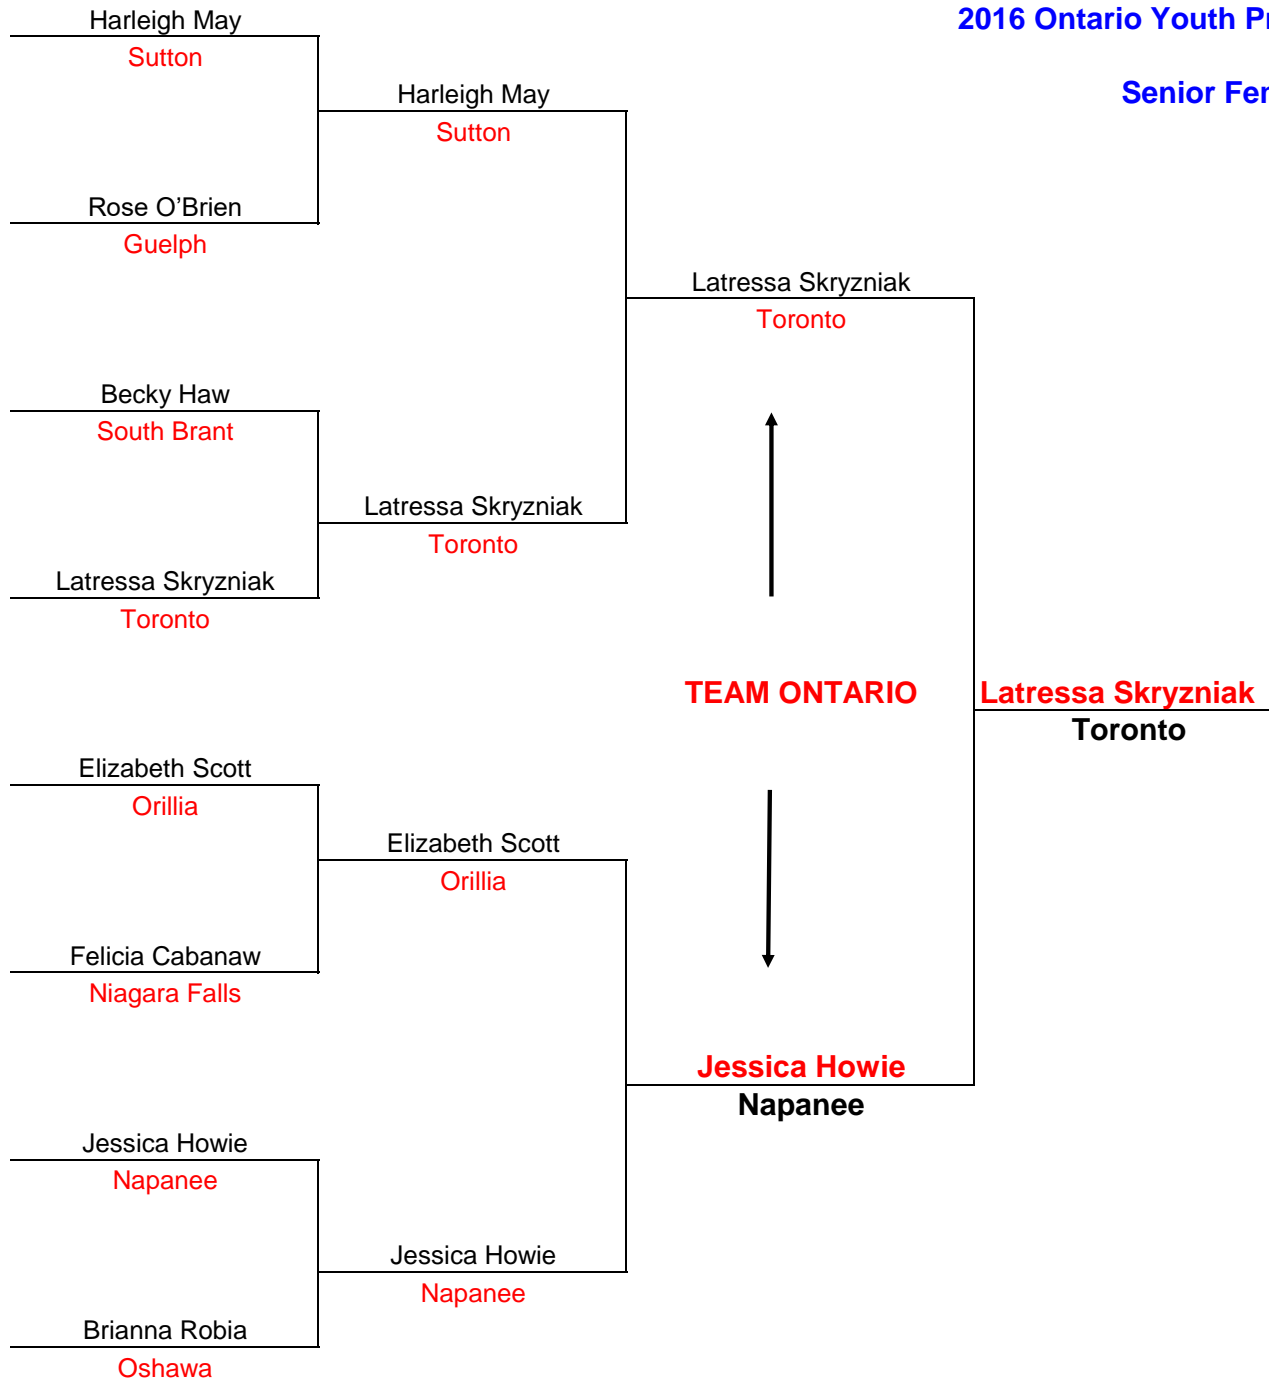 Harleigh May
2016 Ontario Youth
Sutton
Harleigh May
Senior
Sutton
Rose O’Brien
Guelph
Latressa Skryzniak
Toronto
Becky Haw
South Brant
Latressa Skryzniak
Toronto
Latressa Skryzniak
Toronto
TEAM ONTARIO
Latressa Skryzniak
Toronto
Elizabeth Scott
Orillia
Elizabeth Scott
Orillia
Felicia Cabanaw
Niagara Falls
Jessica Howie
Napanee
Jessica Howie
Napanee
Jessica Howie
Napanee
Brianna Robia
Oshawa